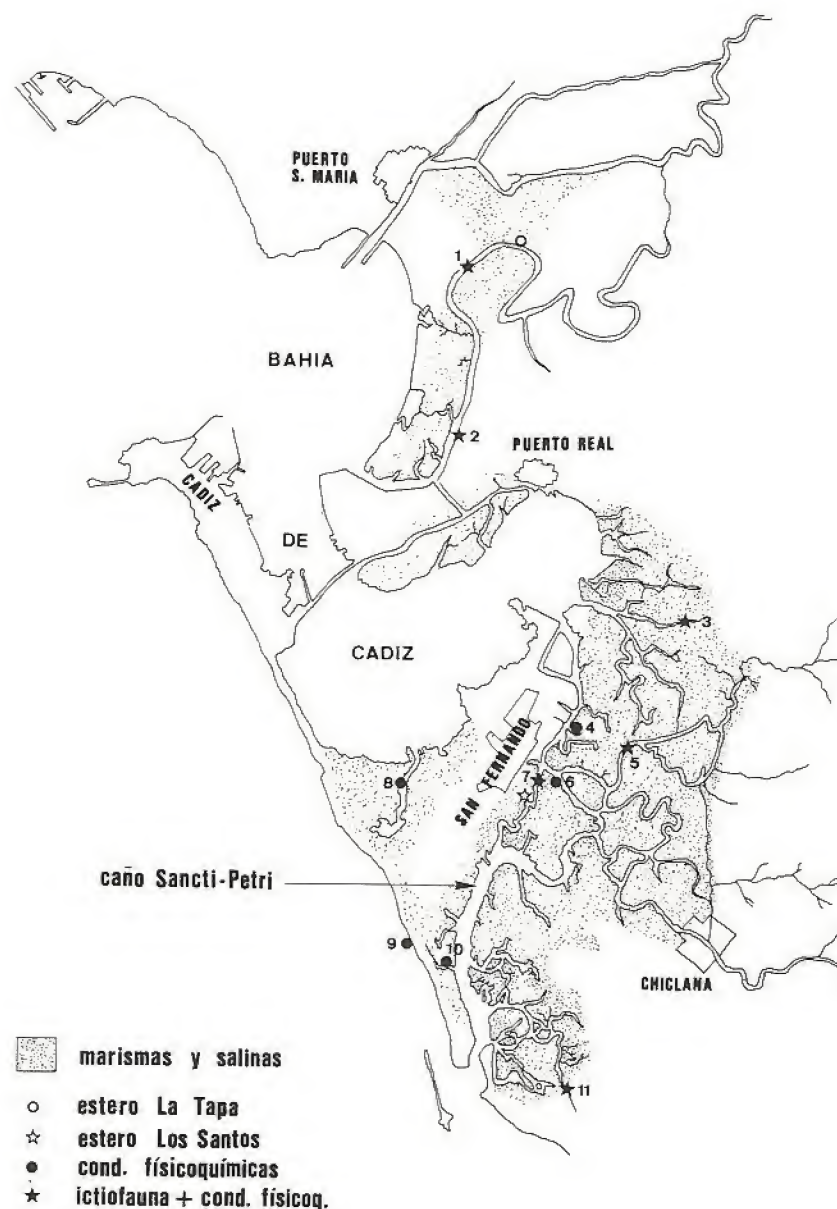 PUERTO
S. MARIA
1
BAHIA
2
PUERTO REAL
CADIZ
DE
3
CADIZ
SAN FERNANDO
4
5
8
7
6
caño Sancti-Petri
9
10
CHICLANA
marismas y salinas
11
estero La Tapa
estero Los Santos
cond. físicoquímicas
ictiofauna + cond. físicoq.